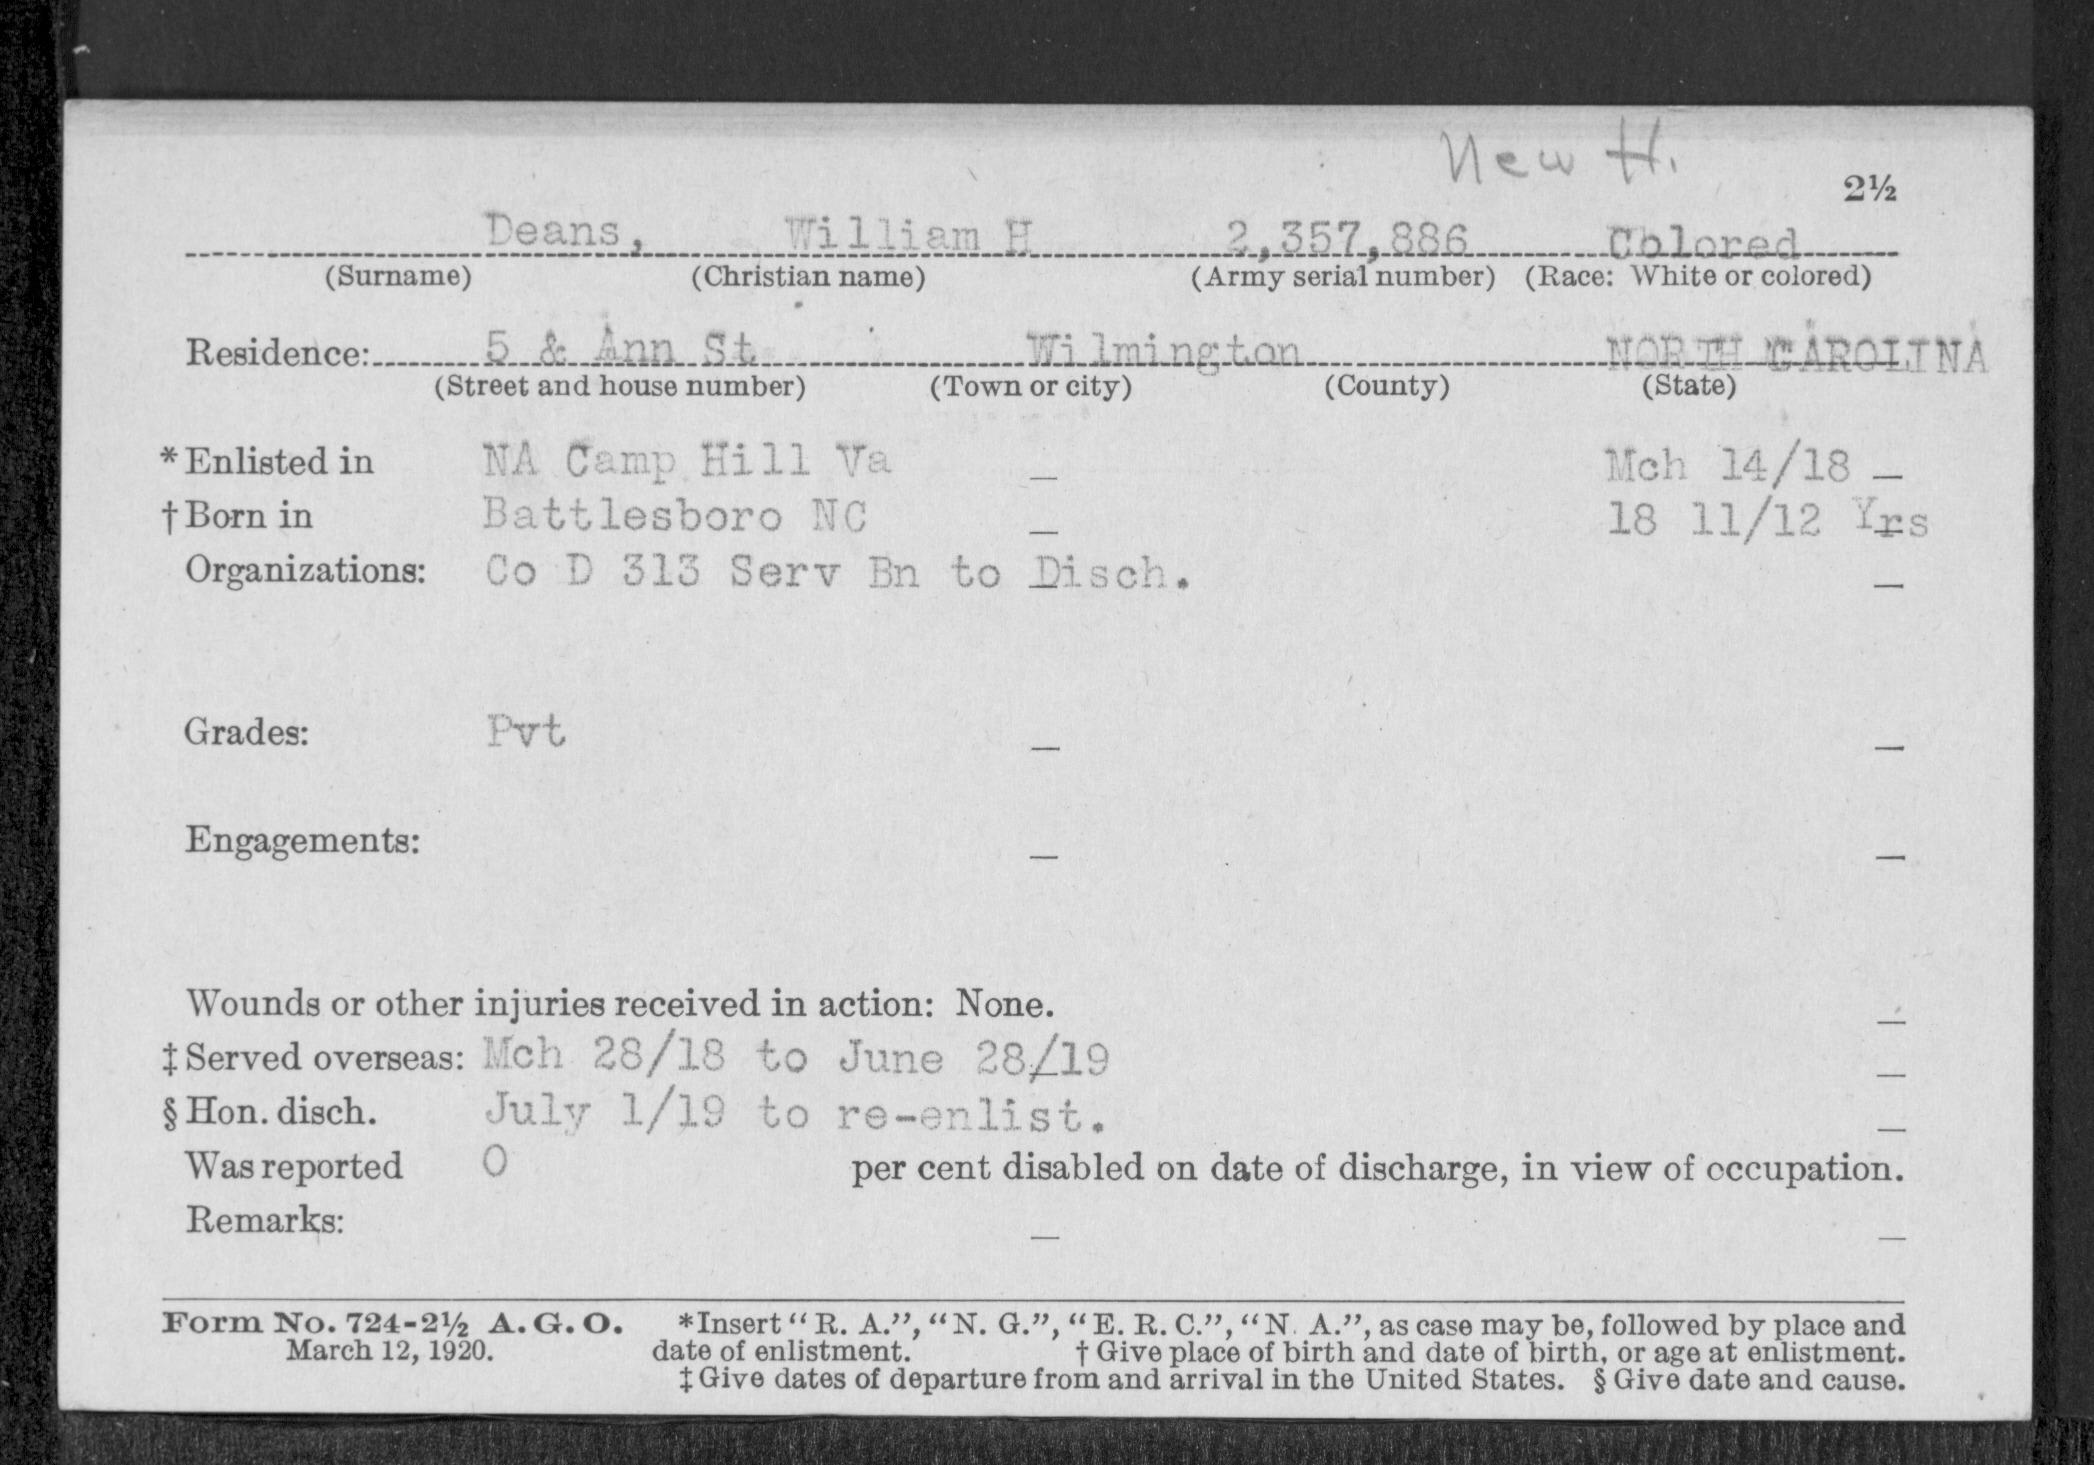 New H.
2½
Deans, William H 2,357,886 Colored
(Surname) (Christian name) (Army serial number) (Race: White or colored)
Residence: 5 & Ann St Wilmington NORTH CAROLINA
(Street and house number) (Town or city) (County) (State)
*Enlisted in NA Camp Hill Va — Mch 14/18 —
†Born in Battlesboro NC — 18 11/12 Yrs
Organizations: Co D 313 Serv Bn to Disch. —
Grades: Pvt — —
Engagements: — —
Wounds or other injuries received in action: None. —
‡Served overseas: Mch 28/18 to June 28/19 —
§Hon. disch. July 1/19 to re-enlist. —
Was reported 0 per cent disabled on date of discharge, in view of occupation.
Remarks: — —
Form No. 724-2½ A.G.O. *Insert "R. A.", "N. G.", "E. R. C.", "N. A.", as case may be, followed by place and
March 12, 1920. date of enlistment. † Give place of birth and date of birth, or age at enlistment.
‡Give dates of departure from and arrival in the United States. § Give date and cause.